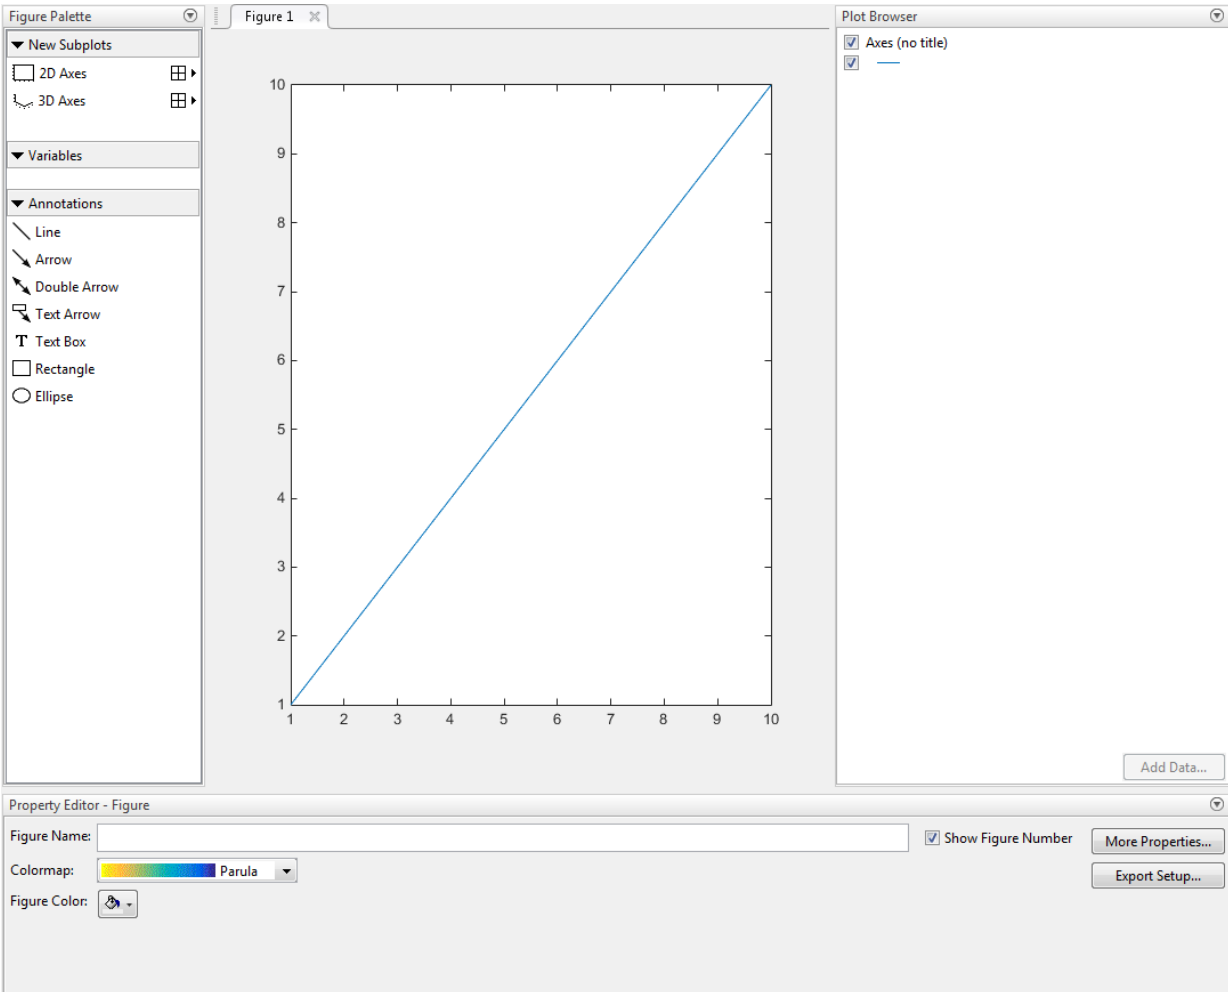 Figure Palette
New Subplots
2D Axes
3D Axes
Variables
Annotations
Line
Arrow
Double Arrow
Text Arrow
T Text Box
Rectangle
Ellipse
Figure 1
10
9
8
7
6
5
4
3
2
1
1 2 3 4 5 6 7 8 9 10
Plot Browser
Axes (no title)
Add Data...
Property Editor - Figure
Figure Name:
Show Figure Number
More Properties...
Colormap:
Parula
Export Setup...
Figure Color: